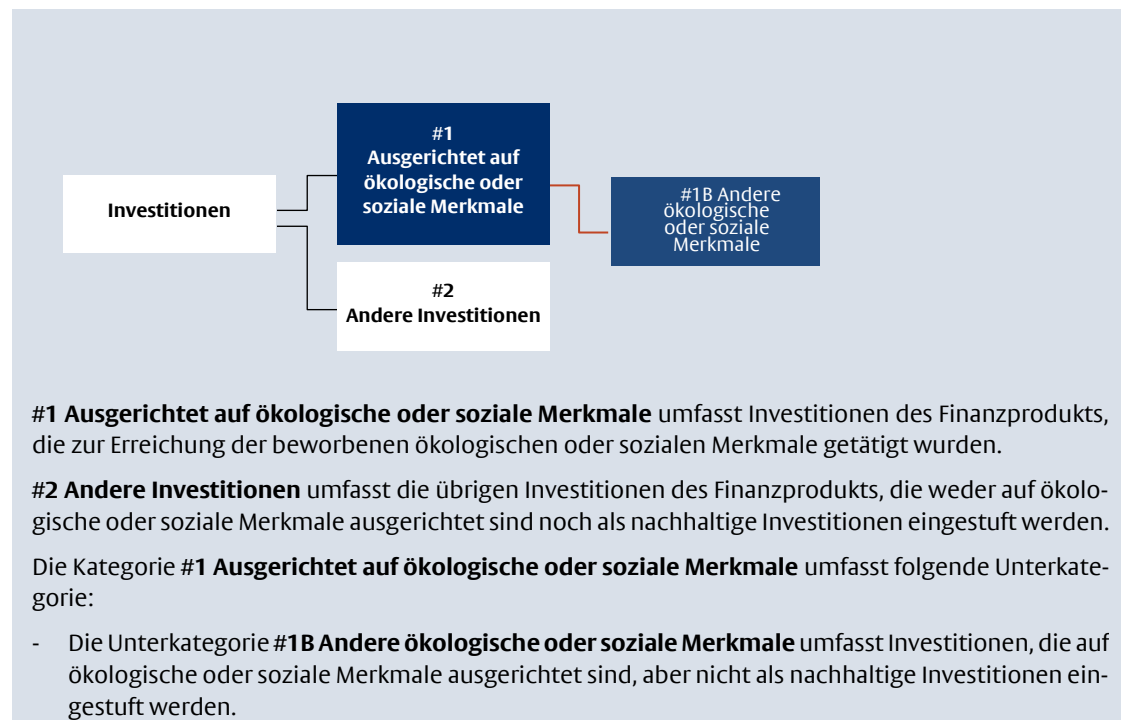 #1
Ausgerichtet auf
ökologische oder
soziale Merkmale
Investitionen
#1B Andere
ökologische
oder soziale
Merkmale
#2
Andere Investitionen
#1 Ausgerichtet auf ökologische oder soziale Merkmale umfasst Investitionen des Finanzprodukts,
die zur Erreichung der beworbenen ökologischen oder sozialen Merkmale getätigt wurden.
#2 Andere Investitionen umfasst die übrigen Investitionen des Finanzprodukts, die weder auf ökolo-
gische oder soziale Merkmale ausgerichtet sind noch als nachhaltige Investitionen eingestuft werden.
Die Kategorie #1 Ausgerichtet auf ökologische oder soziale Merkmale umfasst folgende Unterkate-
gorie:
- Die Unterkategorie #1B Andere ökologische oder soziale Merkmale umfasst Investitionen, die auf
ökologische oder soziale Merkmale ausgerichtet sind, aber nicht als nachhaltige Investitionen ein-
gestuft werden.